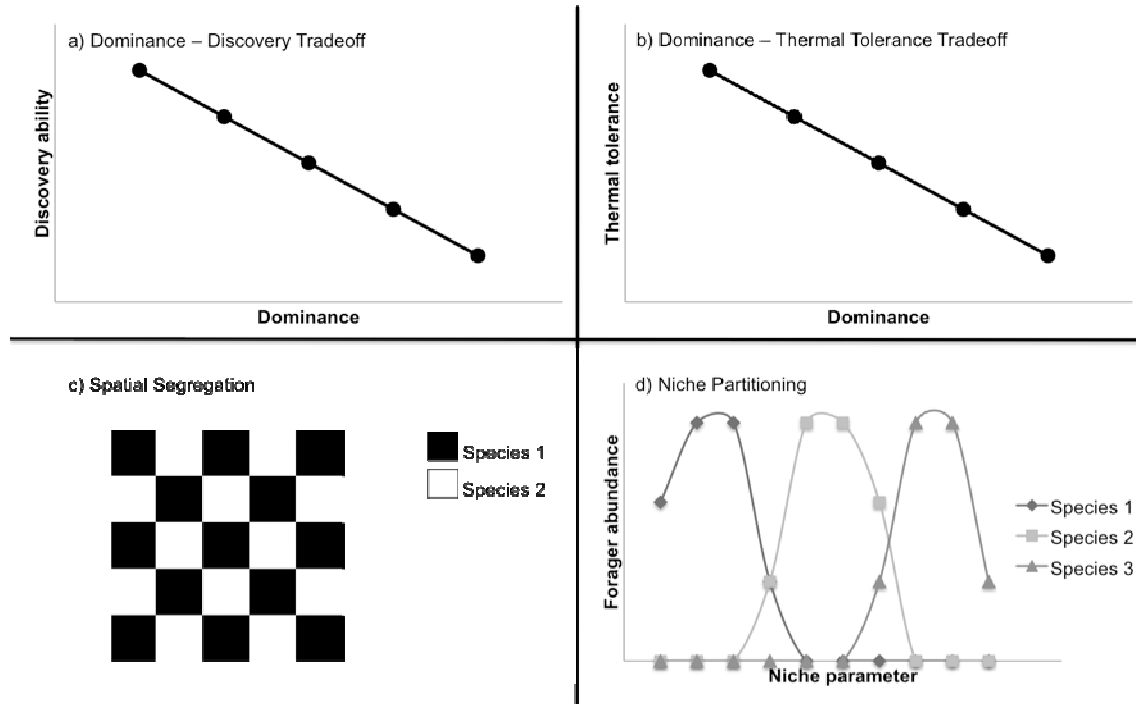 a) Dominance – Discovery Tradeoff
Discovery ability
Dominance
b) Dominance – Thermal Tolerance Tradeoff
Thermal tolerance
Dominance
c) Spatial Segregation
Species 1
Species 2
d) Niche Partitioning
Forager abundance
Species 1
Species 2
Species 3
Niche parameter